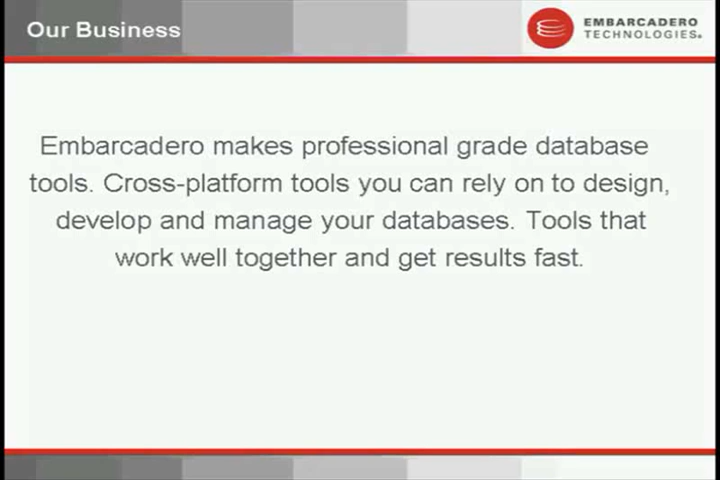 Our Business
EMBARCADERO
TECHNOLOGIES®
Embarcadero makes professional grade database
tools. Cross-platform tools you can rely on to design,
develop and manage your databases. Tools that
work well together and get results fast.